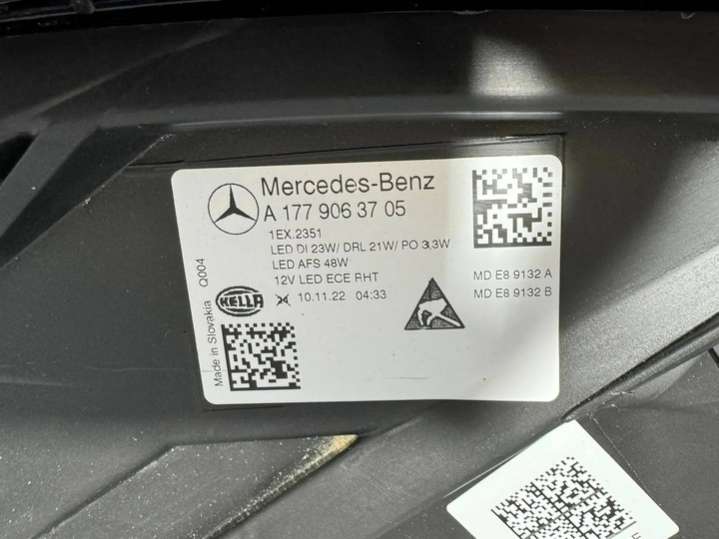 Mercedes-Benz
A 177 906 37 05
1EX.2351
LED DI 23W/ DRL 21W/ PO 3,3W
LED AFS 48W
12V LED ECE RHT
10.11.22 04:33
MD E8 9132 A
MD E8 9132 B
HELLA
Made in Slovakia Q004